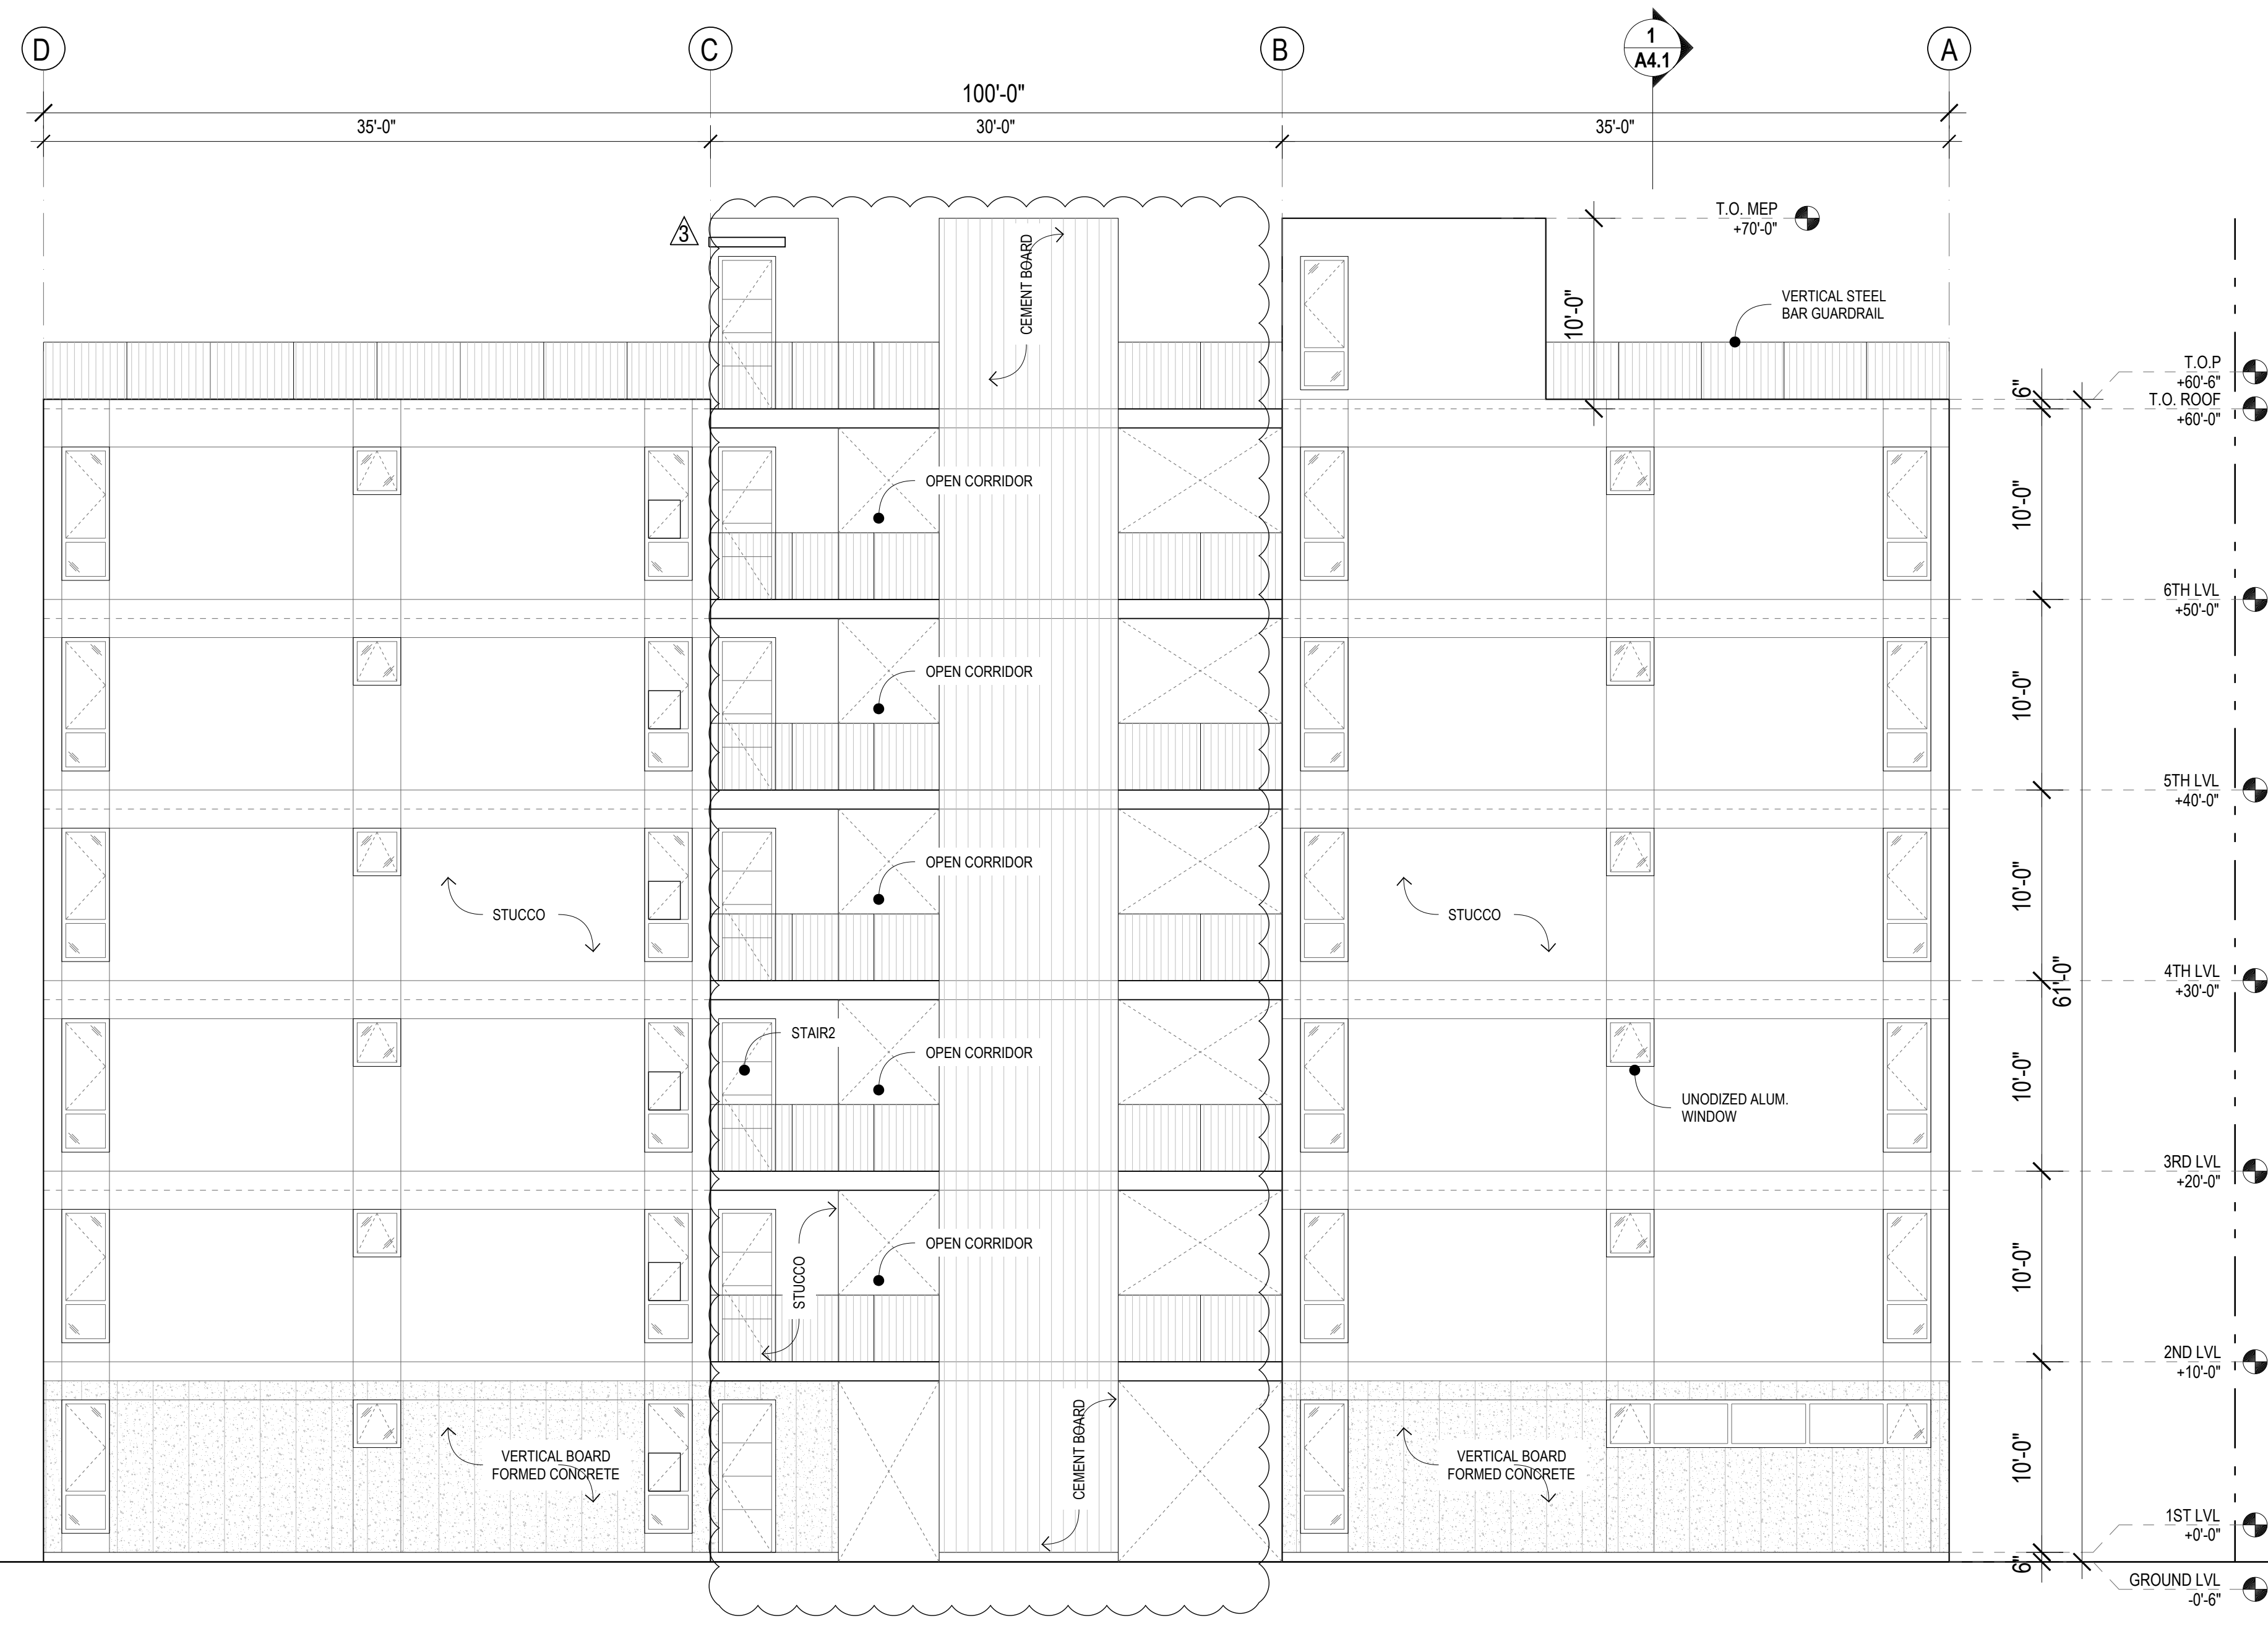 D
C
B
A
1
A4.1
100'-0"
35'-0"
30'-0"
35'-0"
3
CEMENT BOARD
T.O. MEP
+70'-0"
10'-0"
VERTICAL STEEL
BAR GUARDRAIL
T.O.P
+60'-6"
6"
T.O. ROOF
+60'-0"
OPEN CORRIDOR
10'-0"
6TH LVL
+50'-0"
OPEN CORRIDOR
10'-0"
5TH LVL
+40'-0"
OPEN CORRIDOR
10'-0"
STUCCO
STUCCO
4TH LVL
+30'-0"
61'-0"
STAIR2
OPEN CORRIDOR
10'-0"
UNODIZED ALUM.
WINDOW
3RD LVL
+20'-0"
OPEN CORRIDOR
STUCCO
10'-0"
2ND LVL
+10'-0"
VERTICAL BOARD
FORMED CONCRETE
CEMENT BOARD
VERTICAL BOARD
FORMED CONCRETE
10'-0"
1ST LVL
+0'-0"
6"
GROUND LVL
-0'-6"